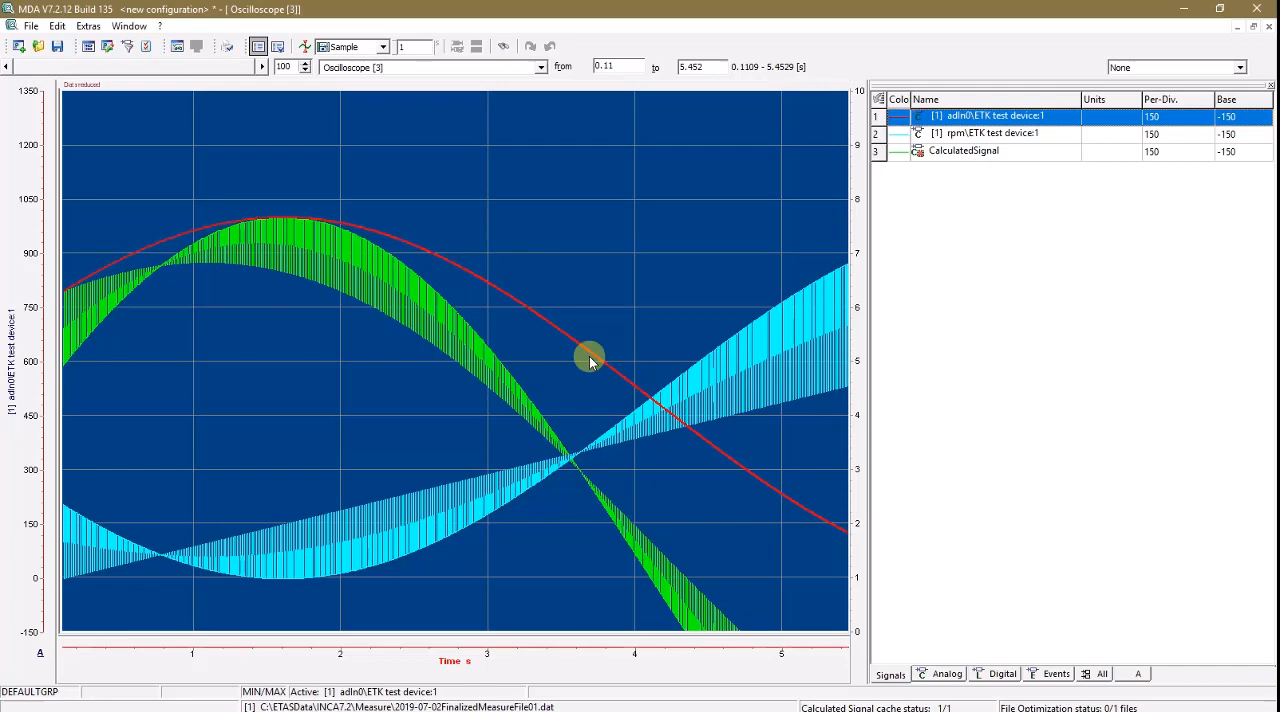 MDA V7.2.12 Build 135   <new configuration> * - [ Oscilloscope [3]]
File Edit Extras Window ?
Sample 1
100 Oscilloscope [3] from 0.11 to 5.452 0.1109 - 5.4529 [s] None
Data reduced
Color Name Units Per-Div. Base
1 [1] adIn0\ETK test device:1 150 -150
2 [1] rpm\ETK test device:1 150 -150
3 CalculatedSignal 150 -150
1350 10
1200 9
1050 8
900 7
750 6
600 5
450 4
300 3
150 2
0 1
-150 0
[1] adIn0\ETK test device:1
A 1 2 3 4 5
Time s
Signals Analog Digital Events All A
DEFAULTGRP MIN/MAX Active: [1] adIn0\ETK test device:1
[1] C:\ETASData\INCA7.2\Measure\2019-07-02FinalizedMeasureFile01.dat Calculated Signal cache status: 1/1 File Optimization status: 0/1 files